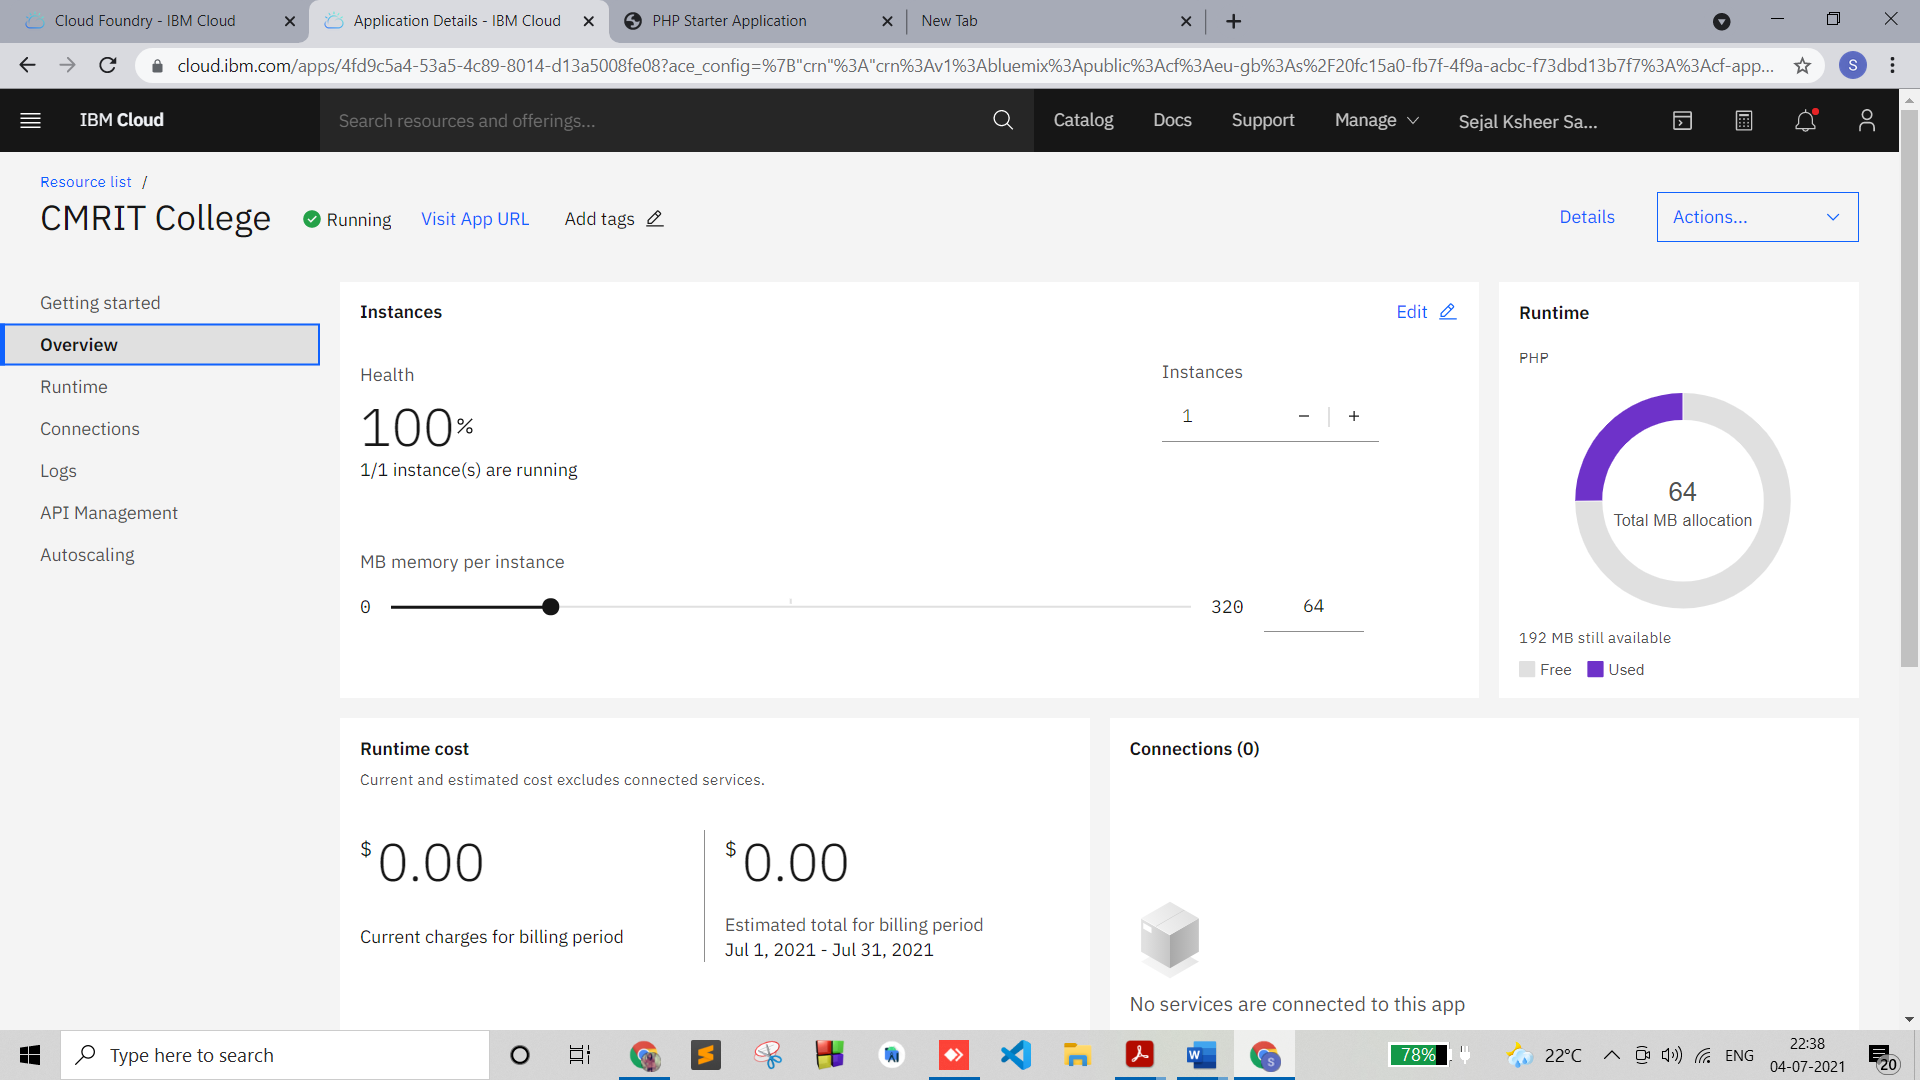 Cloud Foundry - IBM Cloud
Application Details - IBM Cloud
PHP Starter Application
New Tab
cloud.ibm.com/apps/4fd9c5a4-53a5-4c89-8014-d13a5008fe08?ace_config=%7B"crn"%3A"crn%3Av1%3Abluemix%3Apublic%3Acf%3Aeu-gb%3As%2F20fc15a0-fb7f-4f9a-acbc-f73dbd13b7f7%3A%3Acf-app...
S
IBM Cloud
Search resources and offerings...
Catalog
Docs
Support
Manage
Sejal Ksheer Sa...
Resource list /
CMRIT College
Running
Visit App URL
Add tags
Details
Actions...
Getting started
Overview
Runtime
Connections
Logs
API Management
Autoscaling
Instances
Edit
Health
100%
1/1 instance(s) are running
Instances
1
MB memory per instance
0
320
64
Runtime
PHP
64
Total MB allocation
192 MB still available
Free
Used
Runtime cost
Current and estimated cost excludes connected services.
$0.00
Current charges for billing period
$0.00
Estimated total for billing period
Jul 1, 2021 - Jul 31, 2021
Connections (0)
No services are connected to this app
Type here to search
78%
22°C
ENG
22:38
04-07-2021
20